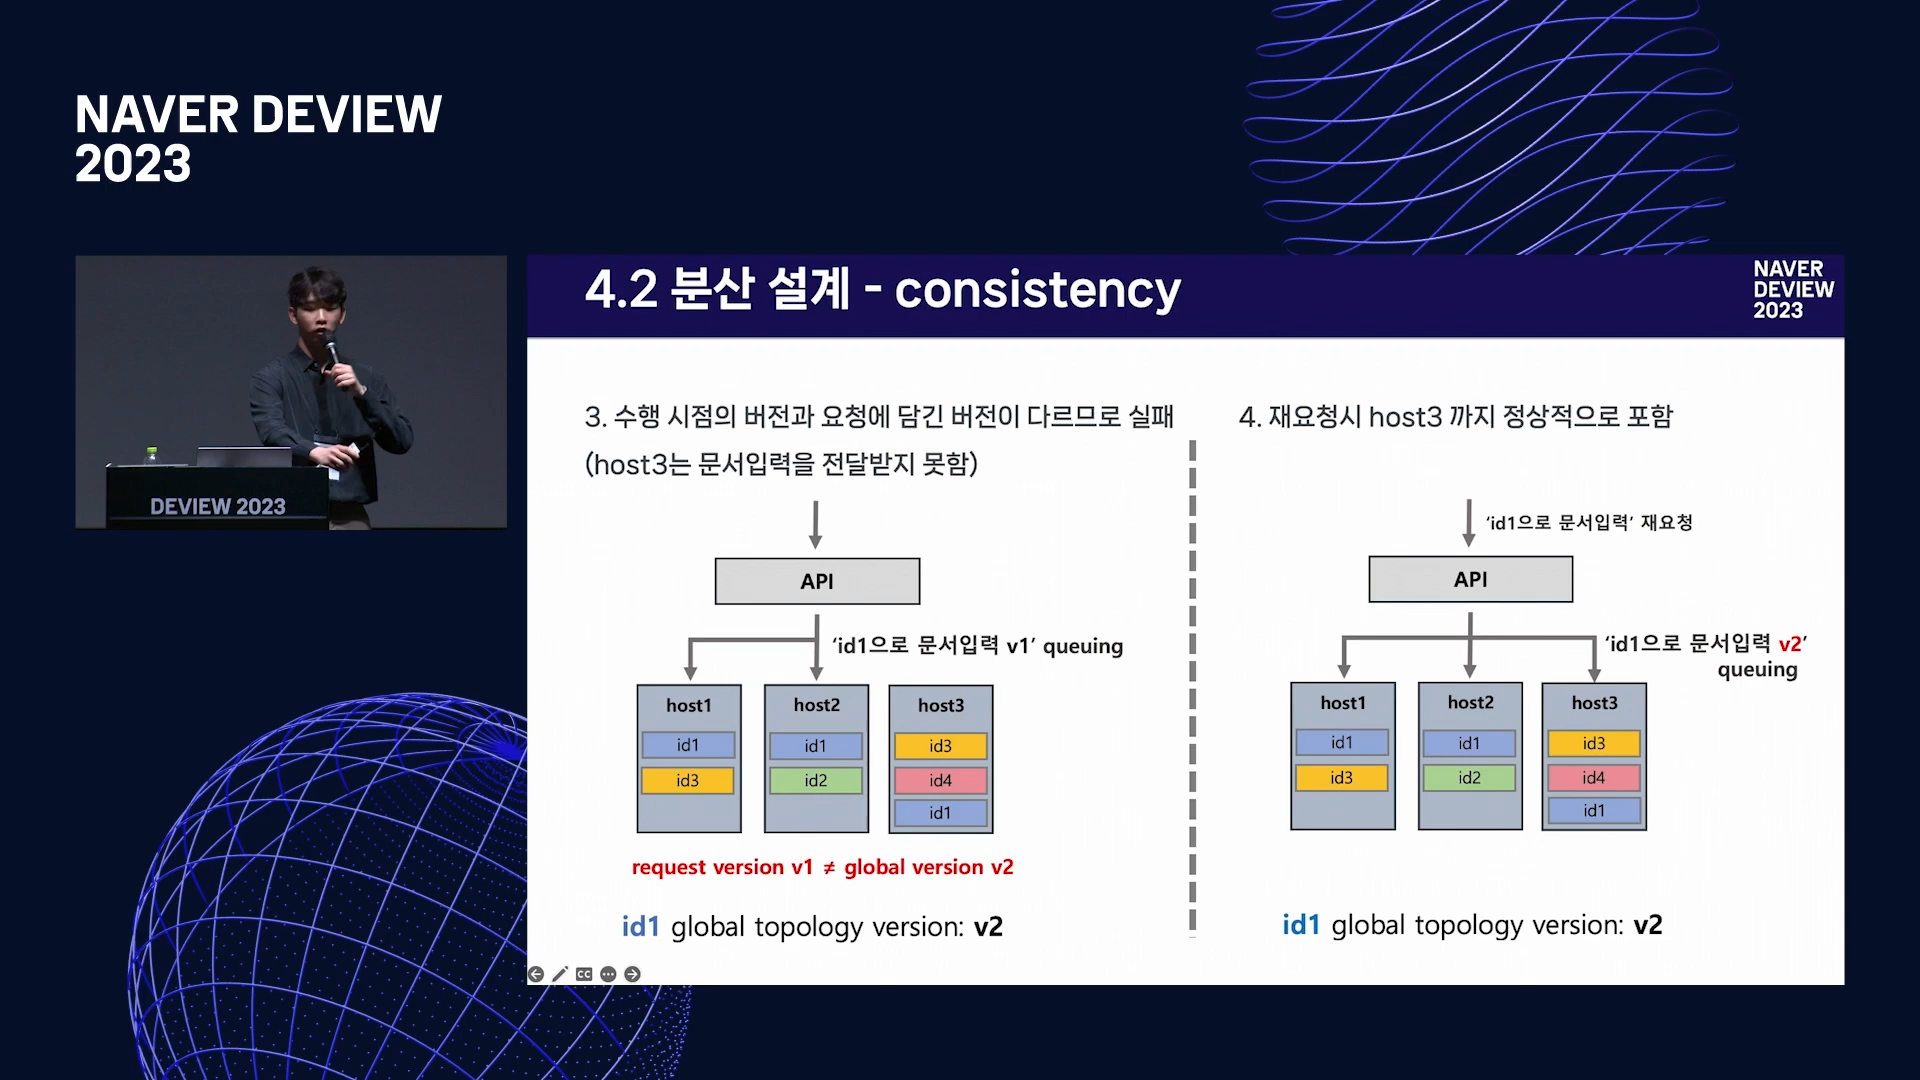 NAVER DEVIEW
2023
DEVIEW 2023
4.2 분산 설계 - consistency
NAVER
DEVIEW
2023
3. 수행 시점의 버전과 요청에 담긴 버전이 다르므로 실패
(host3는 문서입력을 전달받지 못함)
API
‘id1으로 문서입력 v1’ queuing
host1
id1
id3
host2
id1
id2
host3
id3
id4
id1
request version v1 ≠ global version v2
id1 global topology version: v2
4. 재요청시 host3 까지 정상적으로 포함
‘id1으로 문서입력’ 재요청
API
‘id1으로 문서입력 v2’
queuing
host1
id1
id3
host2
id1
id2
host3
id3
id4
id1
id1 global topology version: v2
CC